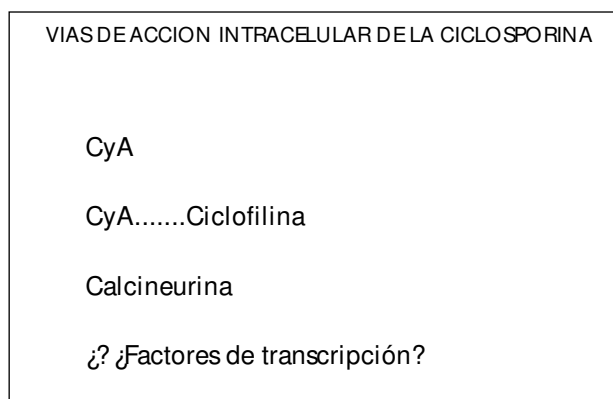 VIAS DE ACCION INTRACELULAR DE LA CICLOSPORINA
CyA
CyA.......Ciclofilina
Calcineurina
¿? ¿Factores de transcripción?